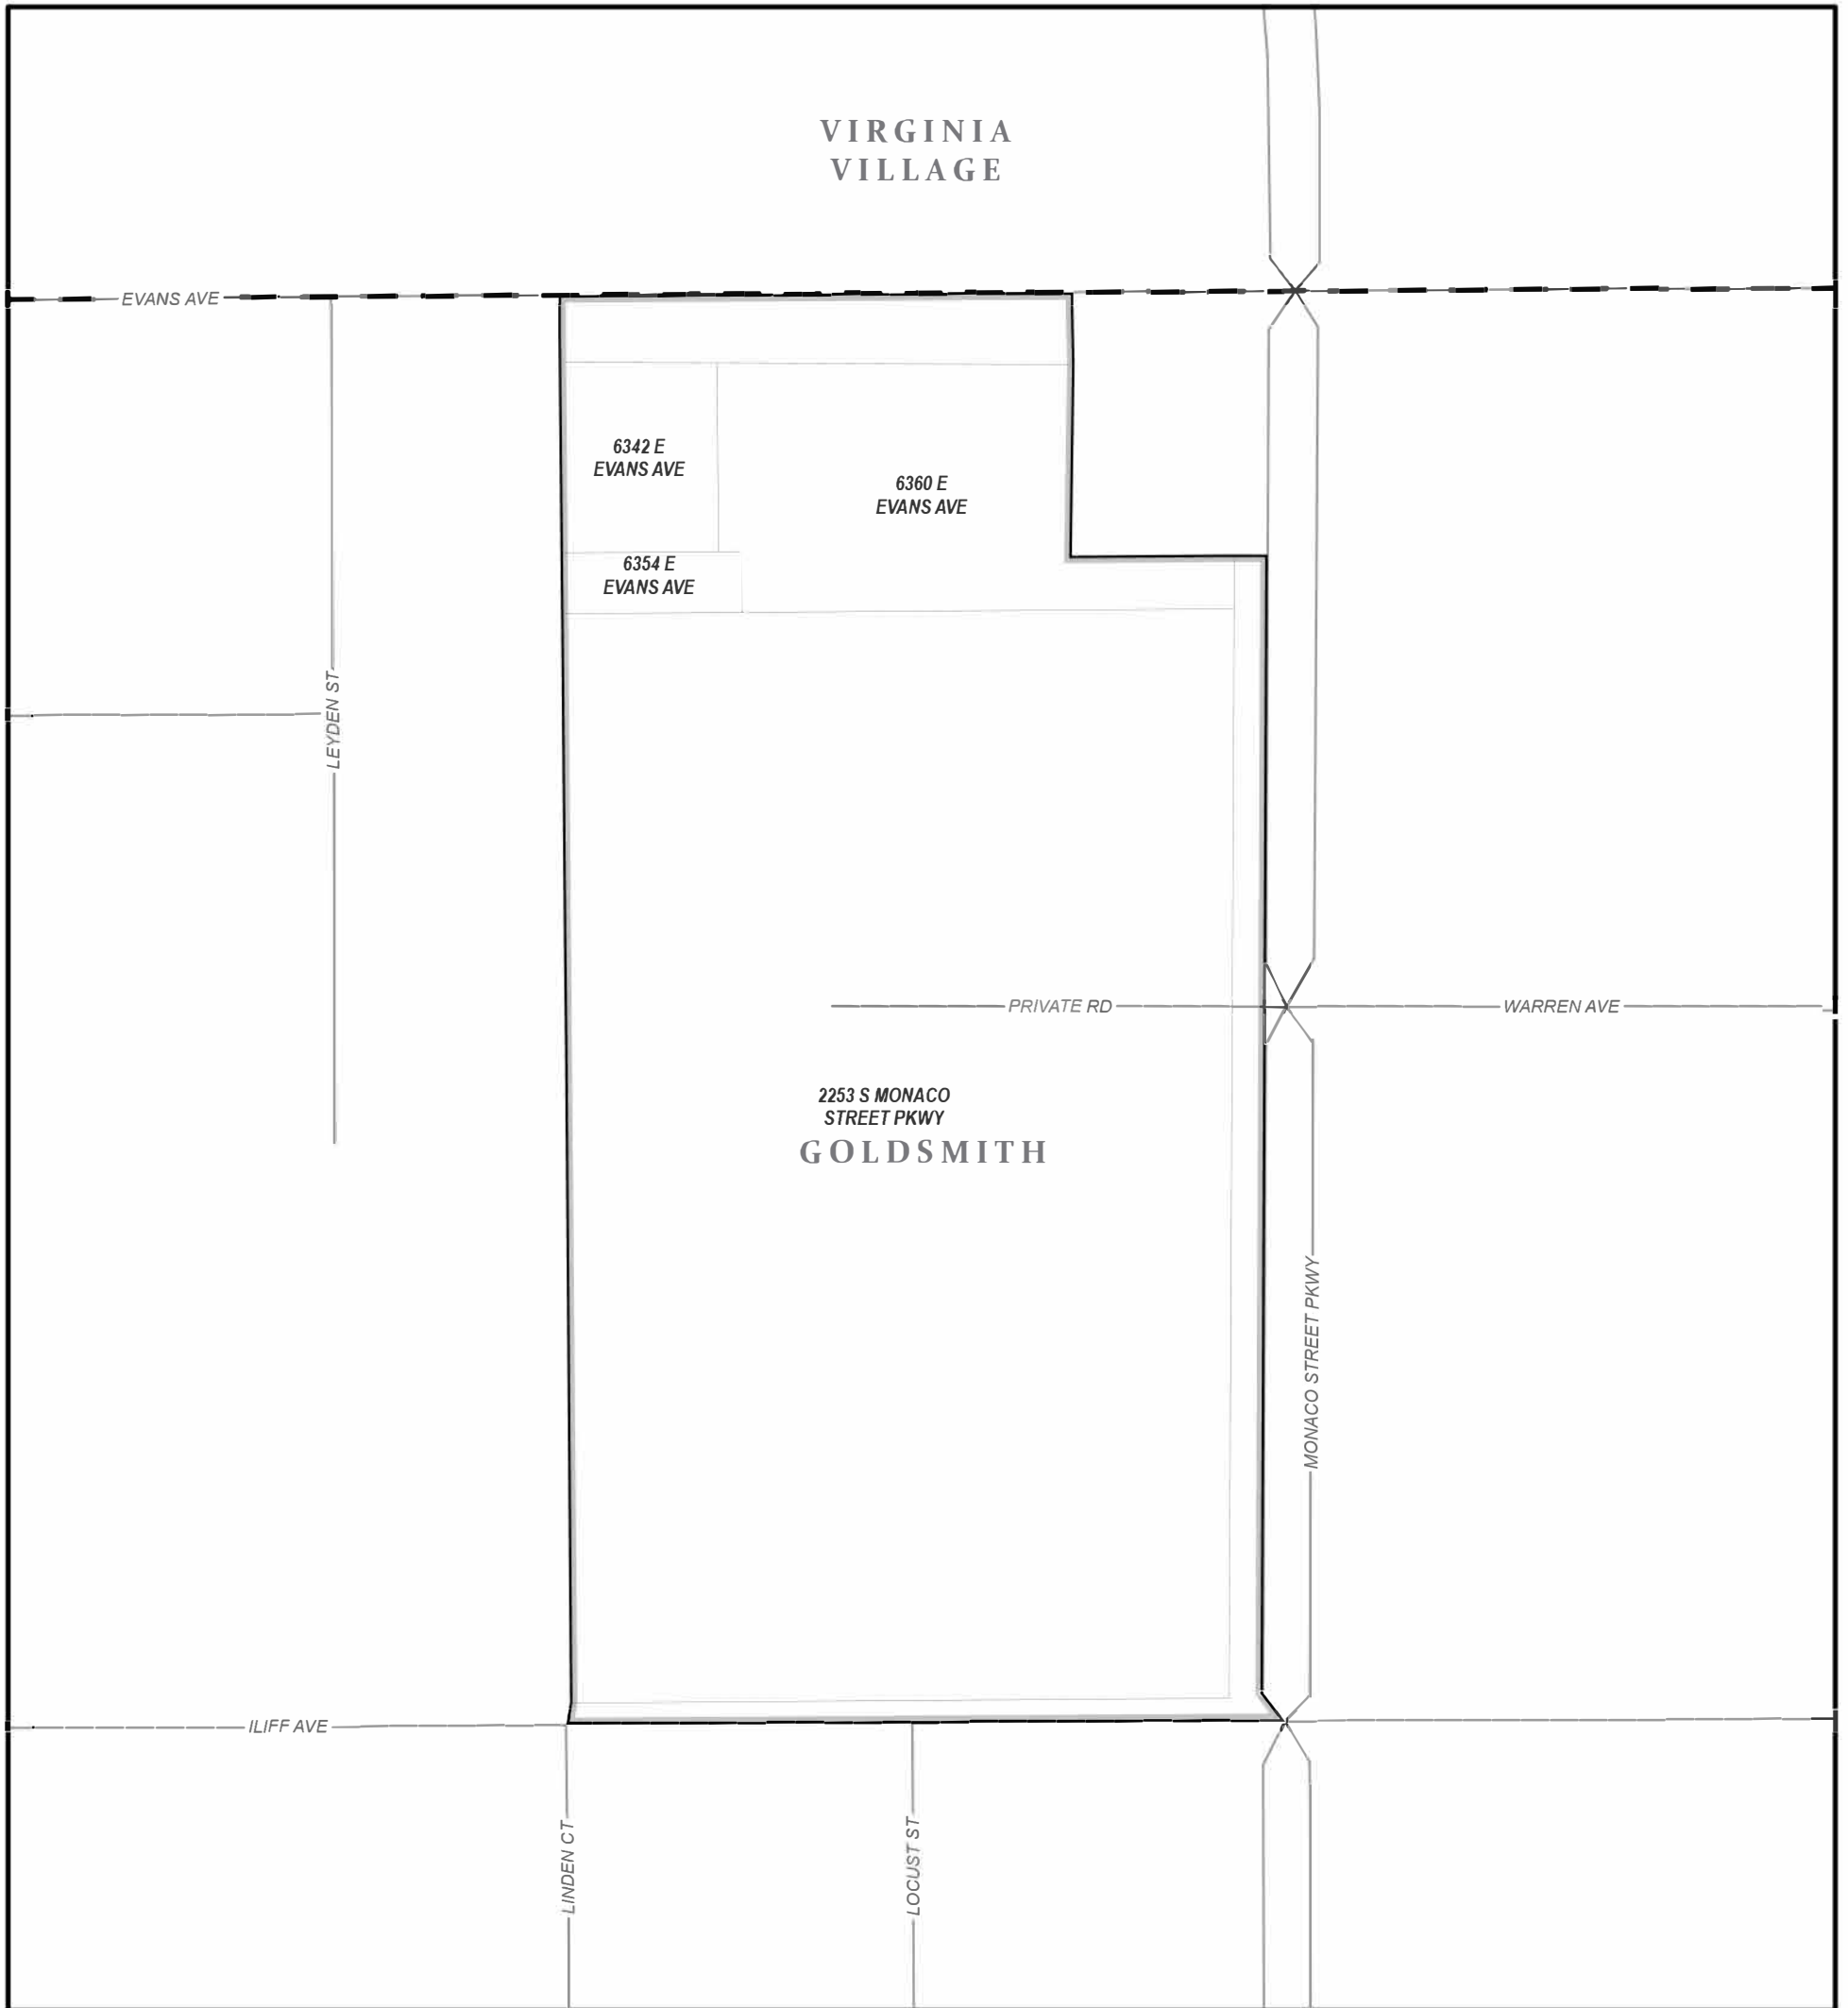 VIRGINIA
VILLAGE
EVANS AVE
6342 E
EVANS AVE
6360 E
EVANS AVE
6354 E
EVANS AVE
LEYDEN ST
PRIVATE RD
WARREN AVE
2253 S MONACO
STREET PKWY
GOLDSMITH
MONACO STREET PKWY
ILIFF AVE
LINDEN CT
LOCUST ST